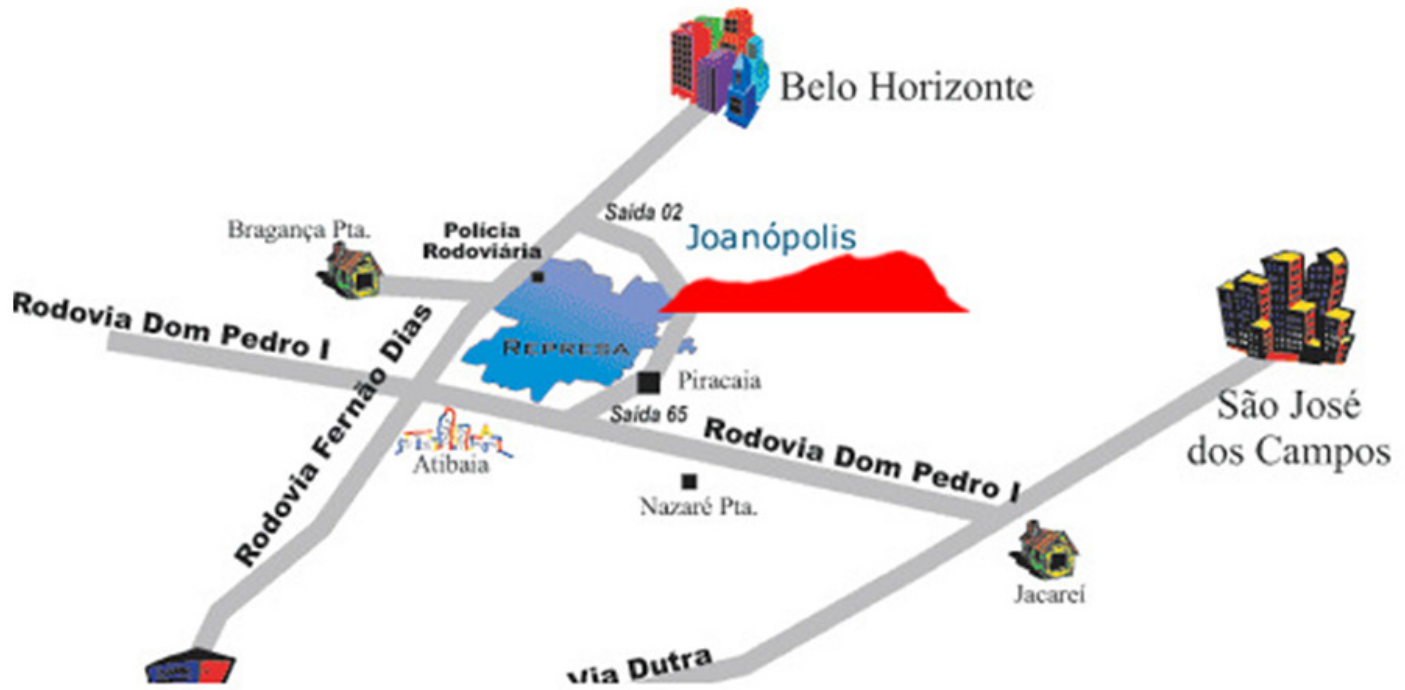 Belo Horizonte
Saída 02
Joanópolis
Bragança Pta.
Polícia
Rodoviária
Rodovia Dom Pedro I
Rodovia Fernão Dias
REPRESA
Piracaia
Saída 65
Atibaia
Rodovia Dom Pedro I
São José
dos Campos
Nazaré Pta.
Jacareí
Via Dutra